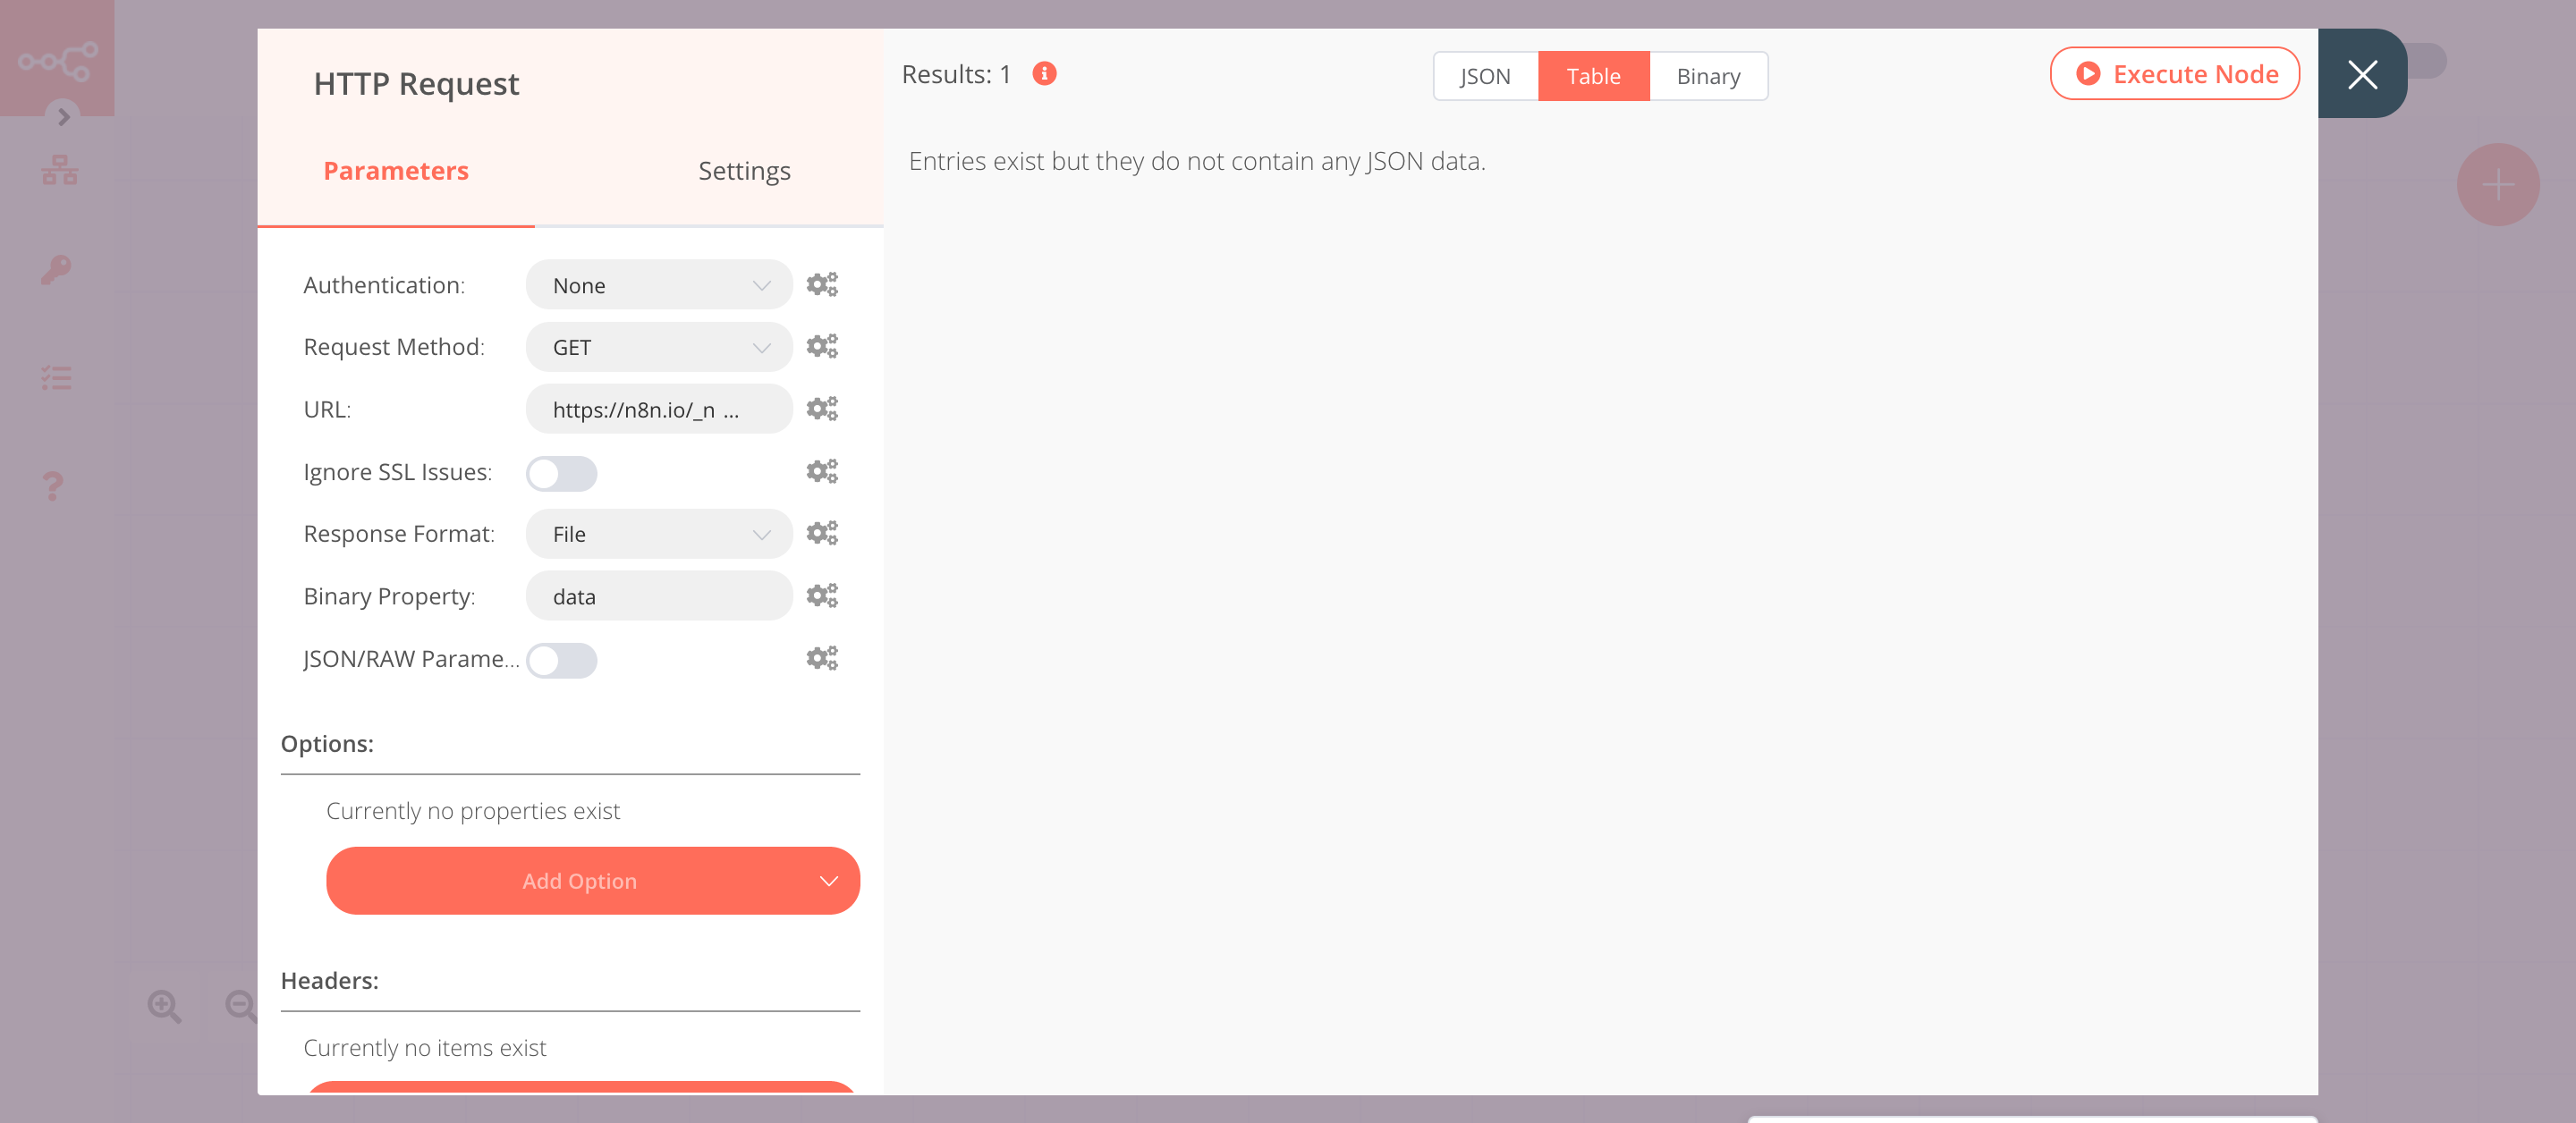 HTTP Request
Parameters
Settings
Authentication:
None
Request Method:
GET
URL:
https://n8n.io/_n ...
Ignore SSL Issues:
Response Format:
File
Binary Property:
data
JSON/RAW Parame...
Options:
Currently no properties exist
Add Option
Headers:
Currently no items exist
Results: 1
JSON
Table
Binary
Execute Node
Entries exist but they do not contain any JSON data.